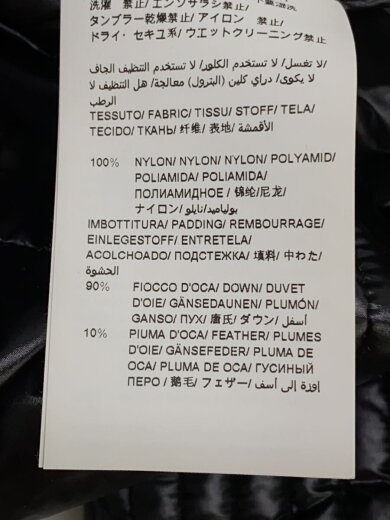 洗濯 禁止/エンソサラシ禁止/
タンブラー乾燥禁止/アイロン 禁止/
ドライ・セキユ系/ウエットクリーニング禁止
/لا تغسل/ لا تستخدم الكلور/ لا تستخدم التنظيف الجاف
لا يكوى/ دراي كلين (البترول) معالجة/ هل التنظيف لا
الرطب
TESSUTO/ FABRIC/ TISSU/ STOFF/ TELA/
TECIDO/ ТКАНЬ/ 纤维/ 表地/ الأقمشة
100% NYLON/ NYLON/ NYLON/ POLYAMID/
POLIAMIDA/ POLIAMIDA/
ПОЛИАМИДНОЕ / 锦纶/尼龙/
ナイロン/بولياميد/نايلو
IMBOTTITURA/ PADDING/ REMBOURRAGE/
EINLEGESTOFF/ ENTRETELA/
ACOLCHOADO/ ПОДСТЕЖКА/ 填料/ 中わた/
الحشوة
90% FIOCCO D'OCA/ DOWN/ DUVET
D'OIE/ GÄNSEDAUNEN/ PLUMÓN/
GANSO/ ПУХ/ 唐氏/ ダウン/ أسفل
10% PIUMA D'OCA/ FEATHER/ PLUMES
D'OIE/ GÄNSEFEDER/ PLUMA DE
OCA/ PLUMA DE OCA/ ГУСИНЫЙ
ПЕРО / 鹅毛/ フェザー/ إوزة إلى أسف